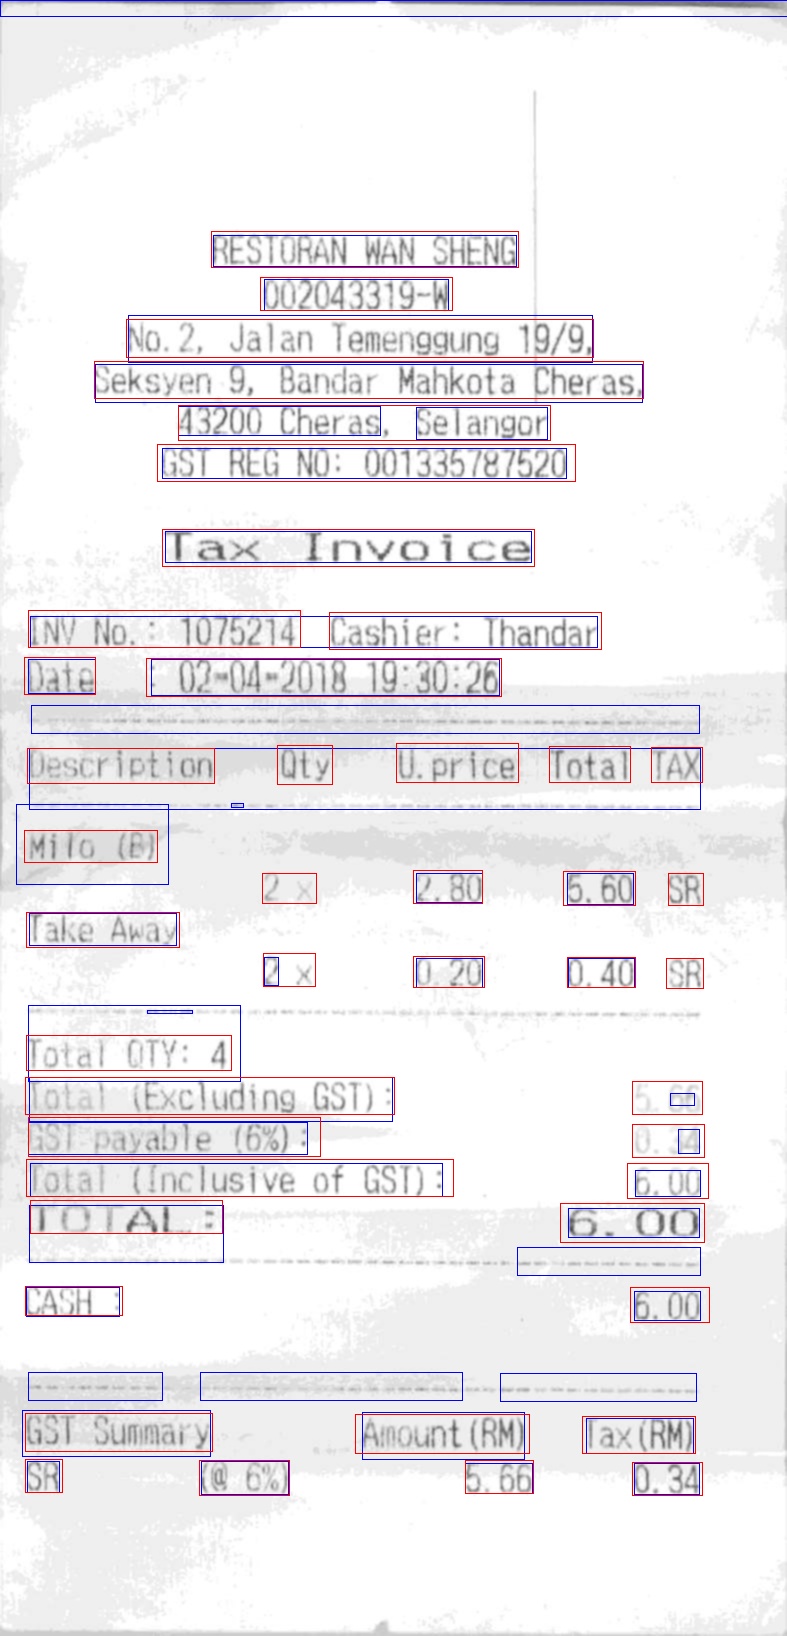 RESTORAN WAN SHENG
002043319-W
No.2, Jalan Temenggung 19/9,
Seksyen 9, Bandar Mahkota Cheras,
43200 Cheras, Selangor
GST REG NO: 001335787520
Tax Invoice
INV No.: 1075214 Cashier: Thandar
Date : 02-04-2018 19:30:26
Description Qty U.price Total TAX
Milo (B)
2 x 2.80 5.60 SR
Take Away
2 x 0.20 0.40 SR
Total QTY: 4
Total (Excluding GST): 5.66
GST payable (6%): 0.34
Total (Inclusive of GST): 6.00
TOTAL: 6.00
CASH : 6.00
GST Summary Amount(RM) Tax(RM)
SR (@ 6%) 5.66 0.34